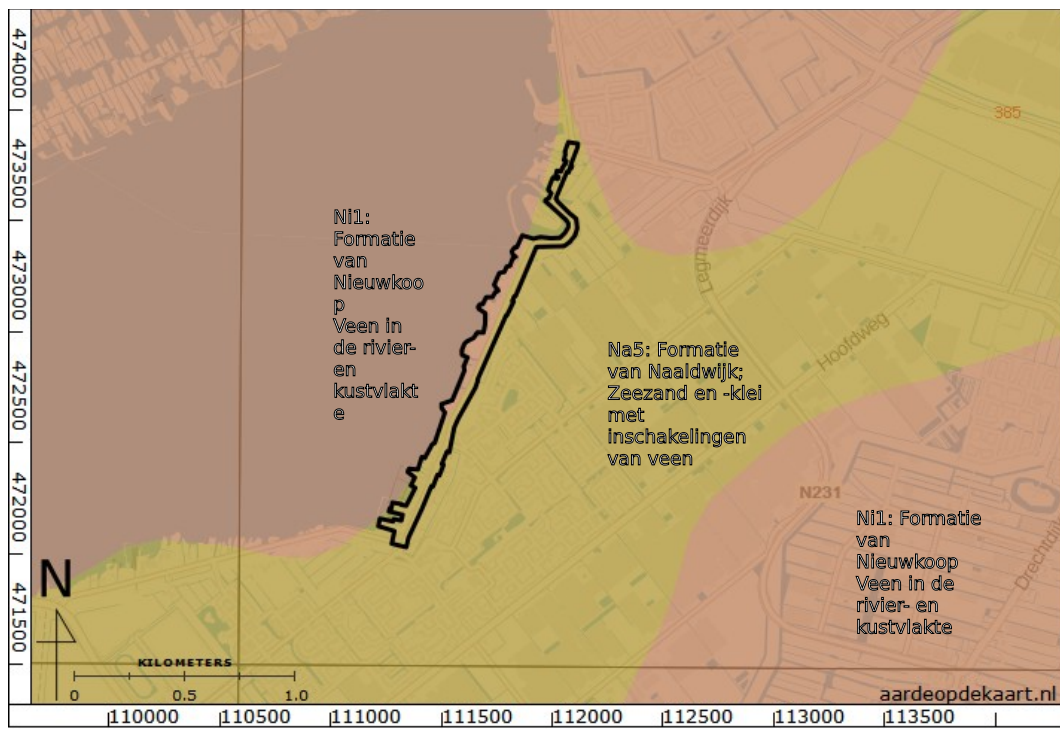 474000
473500
473000
472500
472000
471500
385
Legmeerdijk
Ni1:
Formatie
van
Nieuwkoo
p
Veen in
de rivier-
en
kustvlakt
e
Hoofdweg
Na5: Formatie
van Naaldwijk;
Zeezand en -klei
met
inschakelingen
van veen
N231
Ni1: Formatie
van
Nieuwkoop
Veen in de
rivier- en
kustvlakte
Drechtdi
N
KILOMETERS
0 0.5 1.0
aardeopdekaart.nl
110000 110500 111000 111500 112000 112500 113000 113500